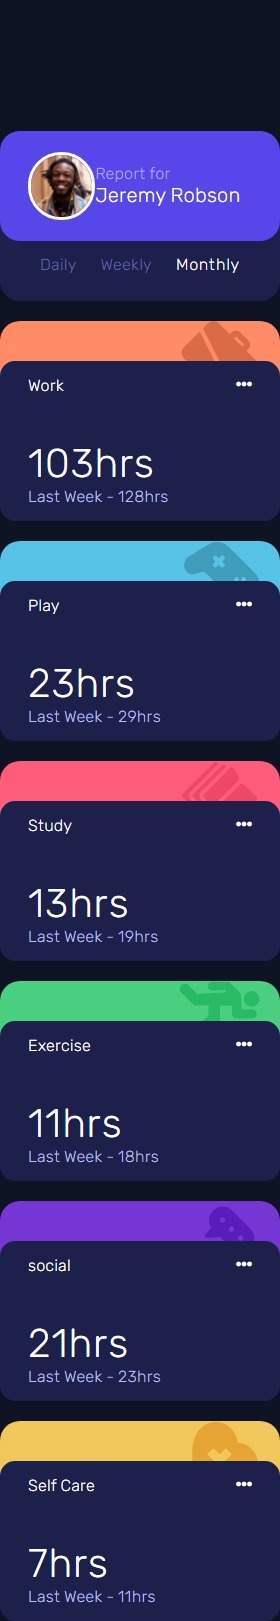 Report for
Jeremy Robson
Daily Weekly Monthly
Work
103hrs
Last Week - 128hrs
Play
23hrs
Last Week - 29hrs
Study
13hrs
Last Week - 19hrs
Exercise
11hrs
Last Week - 18hrs
social
21hrs
Last Week - 23hrs
Self Care
7hrs
Last Week - 11hrs